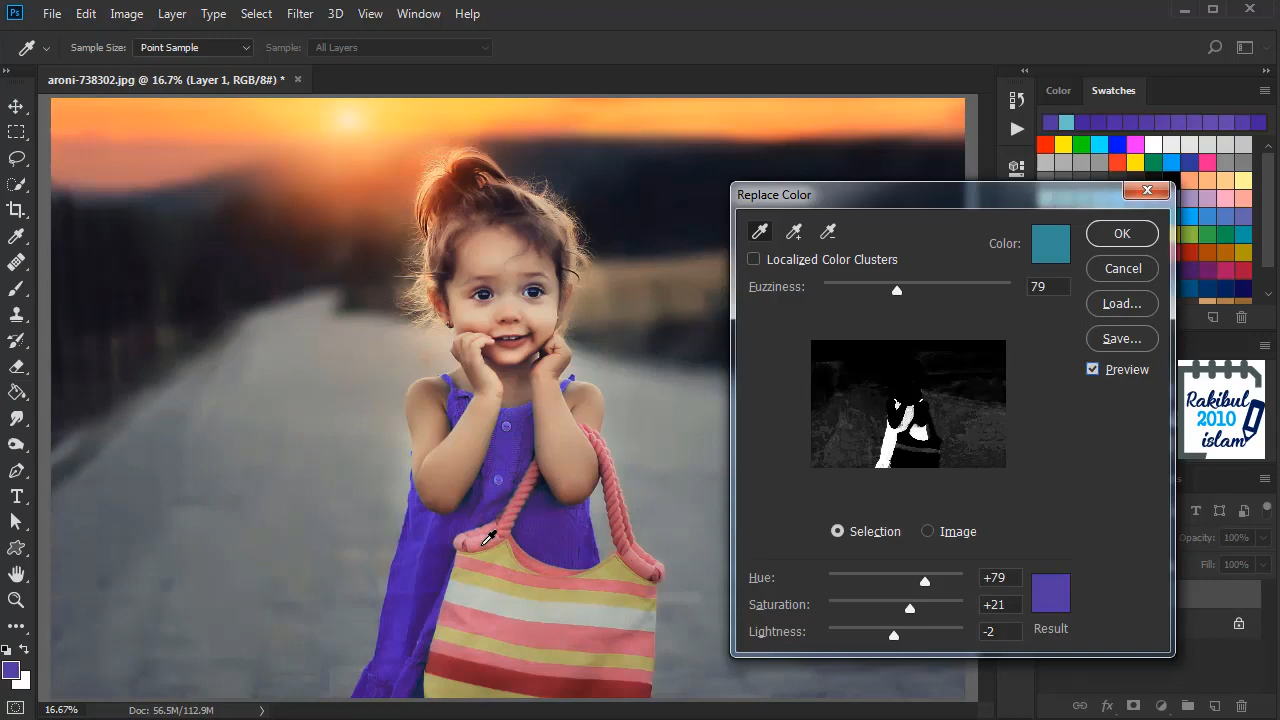 Ps File Edit Image Layer Type Select Filter 3D View Window Help
Sample Size: Point Sample Sample: All Layers
aroni-738302.jpg @ 16.7% (Layer 1, RGB/8#) *
Color Swatches
Replace Color
Color:
OK
Localized Color Clusters
Cancel
Fuzziness: 79
Load...
Save...
Preview
Rakibul
2010
islam
Selection Image
Opacity: 100%
Fill: 100%
Hue: +79
Saturation: +21
Lightness: -2
Result
16.67% Doc: 56.5M/112.9M